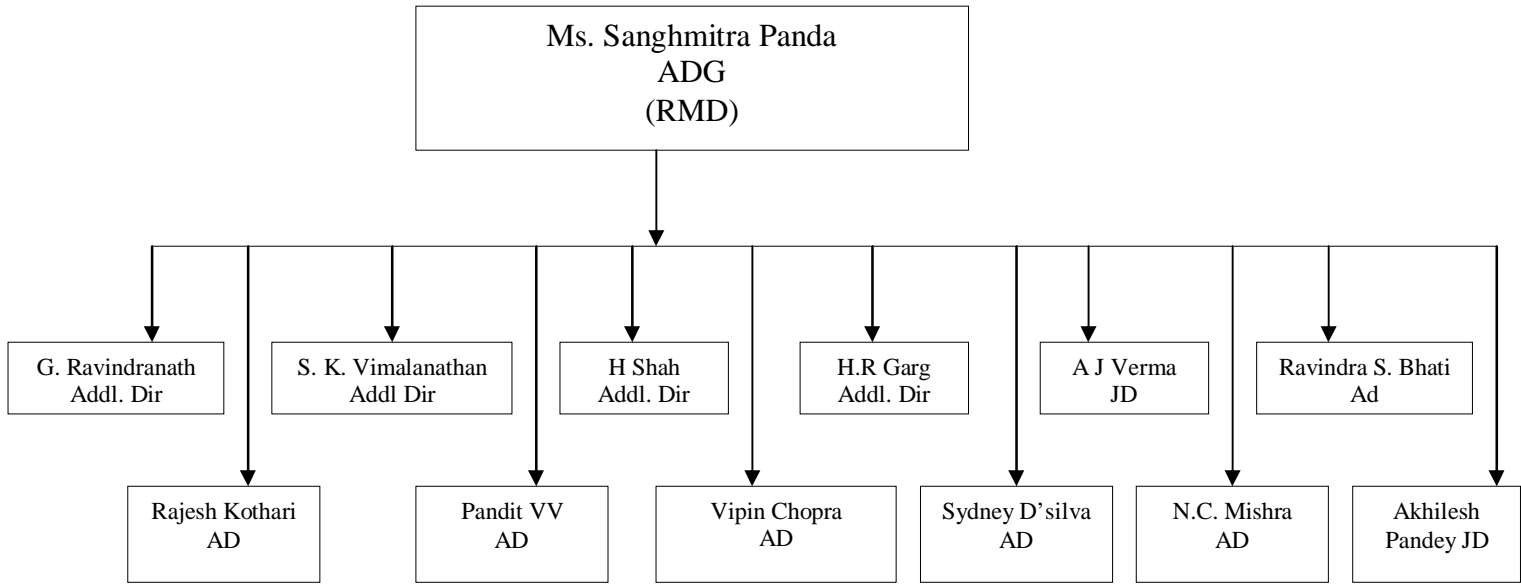 Ms. Sanghmitra Panda
ADG
(RMD)
G. Ravindranath
Addl. Dir
S. K. Vimalanathan
Addl Dir
H Shah
Addl. Dir
H.R Garg
Addl. Dir
A J Verma
JD
Ravindra S. Bhati
Ad
Rajesh Kothari
AD
Pandit VV
AD
Vipin Chopra
AD
Sydney D’silva
AD
N.C. Mishra
AD
Akhilesh
Pandey JD